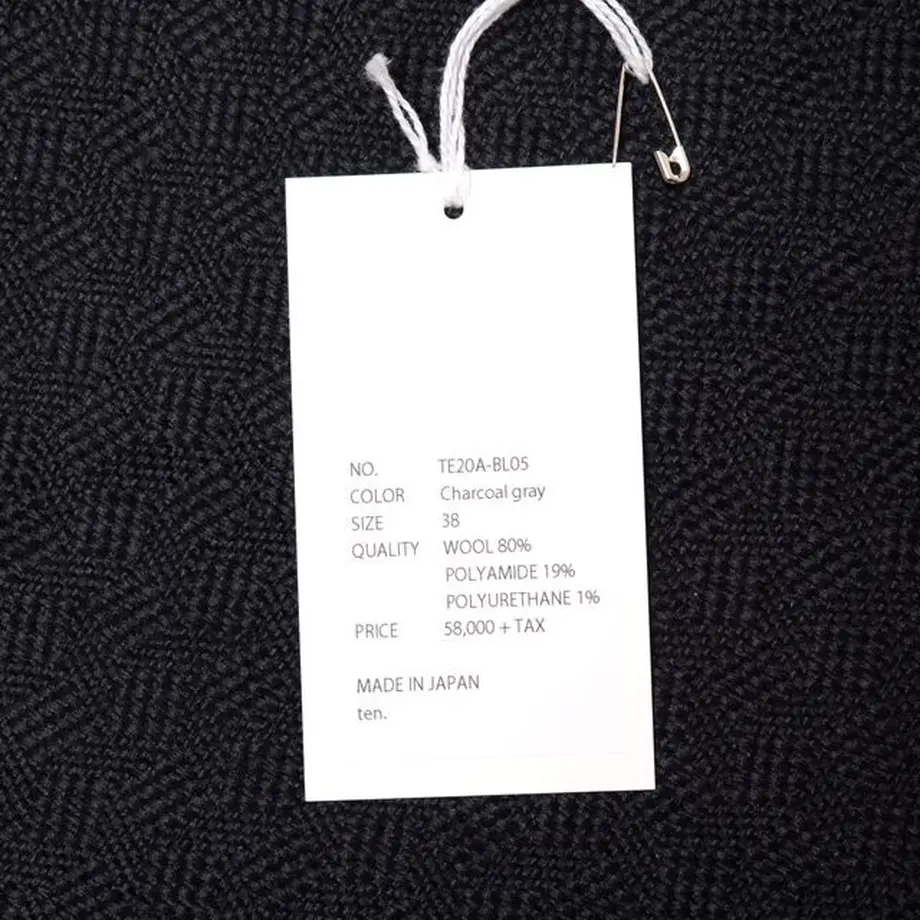 NO. TE20A-BL05
COLOR Charcoal gray
SIZE 38
QUALITY WOOL 80%
POLYAMIDE 19%
POLYURETHANE 1%
PRICE 58,000 + TAX
MADE IN JAPAN
ten.